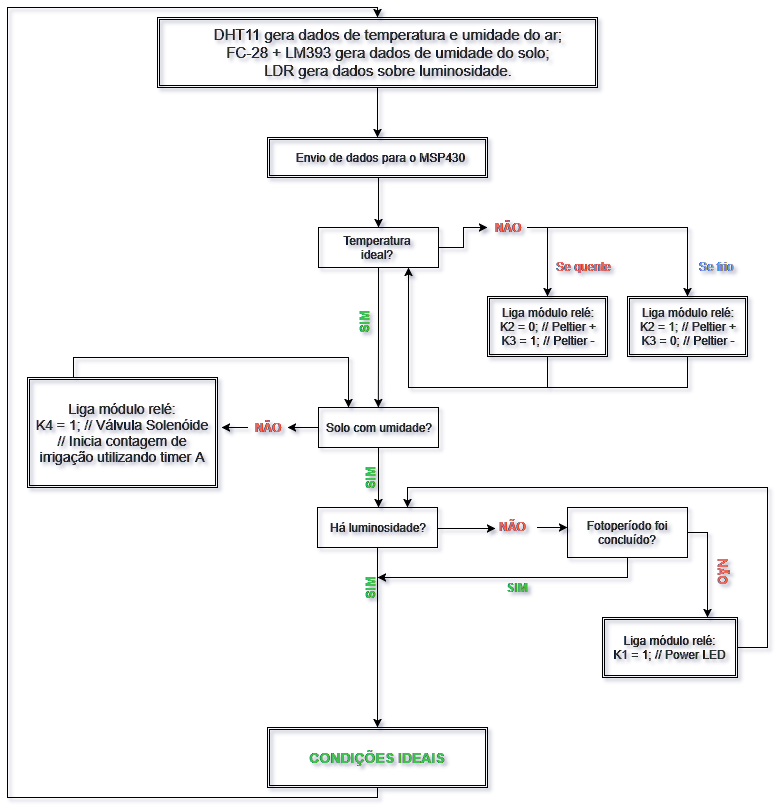 DHT11 gera dados de temperatura e umidade do ar;
FC-28 + LM393 gera dados de umidade do solo;
LDR gera dados sobre luminosidade.
Envio de dados para o MSP430
Temperatura
ideal?
NÃO
Se quente
Se frio
SIM
Liga módulo relé:
K2 = 0; // Peltier +
K3 = 1; // Peltier -
Liga módulo relé:
K2 = 1; // Peltier +
K3 = 0; // Peltier -
Liga módulo relé:
K4 = 1; // Válvula Solenóide
// Inicia contagem de
irrigação utilizando timer A
NÃO
Solo com umidade?
SIM
Há luminosidade?
NÃO
Fotoperíodo foi
concluído?
NÃO
SIM
SIM
Liga módulo relé:
K1 = 1; // Power LED
CONDIÇÕES IDEAIS